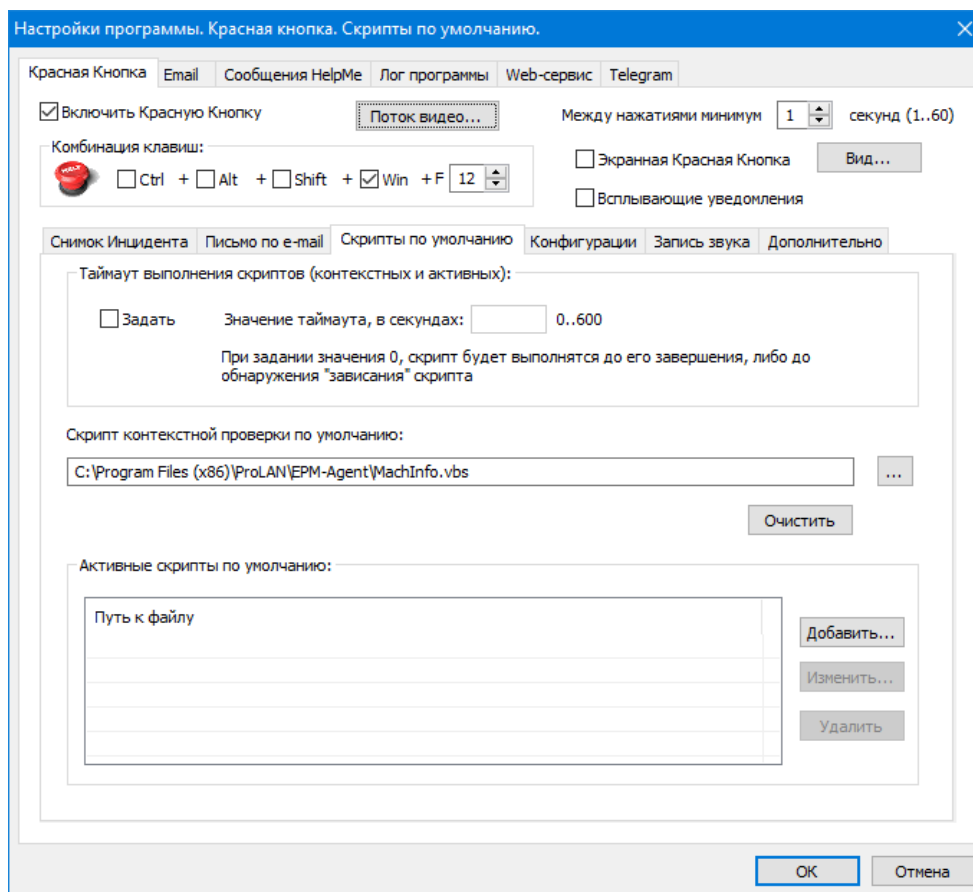 Настройки программы. Красная кнопка. Скрипты по умолчанию.
Красная Кнопка Email Сообщения HelpMe Лог программы Web-сервис Telegram
Включить Красную Кнопку Поток видео... Между нажатиями минимум 1 секунд (1..60)
Комбинация клавиш:
HELP Ctrl + Alt + Shift + Win + F 12
Экранная Красная Кнопка Вид...
Всплывающие уведомления
Снимок Инцидента Письмо по e-mail Скрипты по умолчанию Конфигурации Запись звука Дополнительно
Таймаут выполнения скриптов (контекстных и активных):
Задать Значение таймаута, в секундах: 0..600
При задании значения 0, скрипт будет выполнятся до его завершения, либо до
обнаружения "зависания" скрипта
Скрипт контекстной проверки по умолчанию:
C:\Program Files (x86)\ProLAN\EPM-Agent\MachInfo.vbs ...
Очистить
Активные скрипты по умолчанию:
Путь к файлу
Добавить...
Изменить...
Удалить
OK Отмена